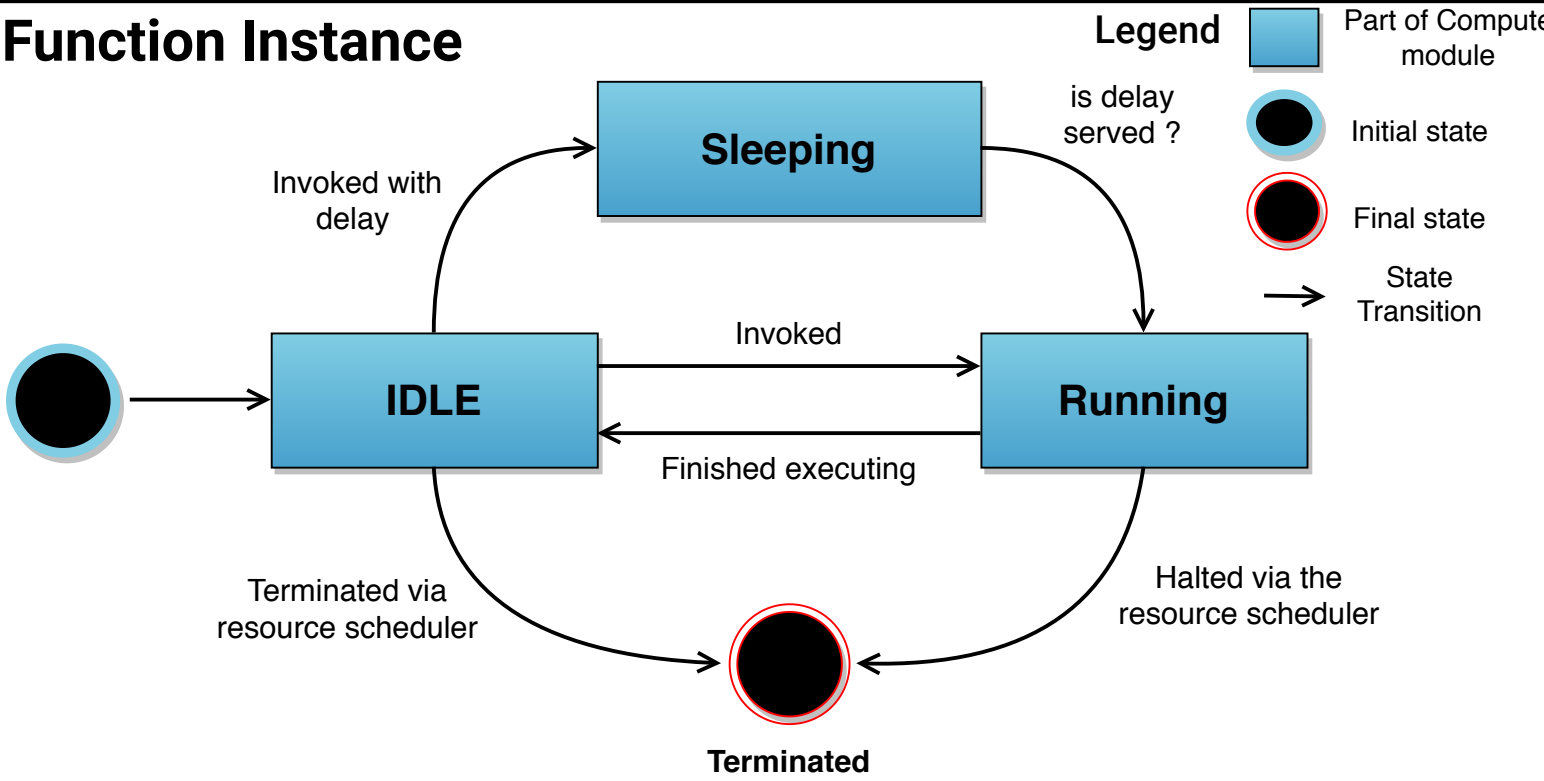 Function Instance
Legend
Part of Compute
module
Initial state
Final state
State
Transition
Sleeping
is delay
served ?
Invoked with
delay
Invoked
IDLE
Running
Finished executing
Terminated via
resource scheduler
Halted via the
resource scheduler
Terminated